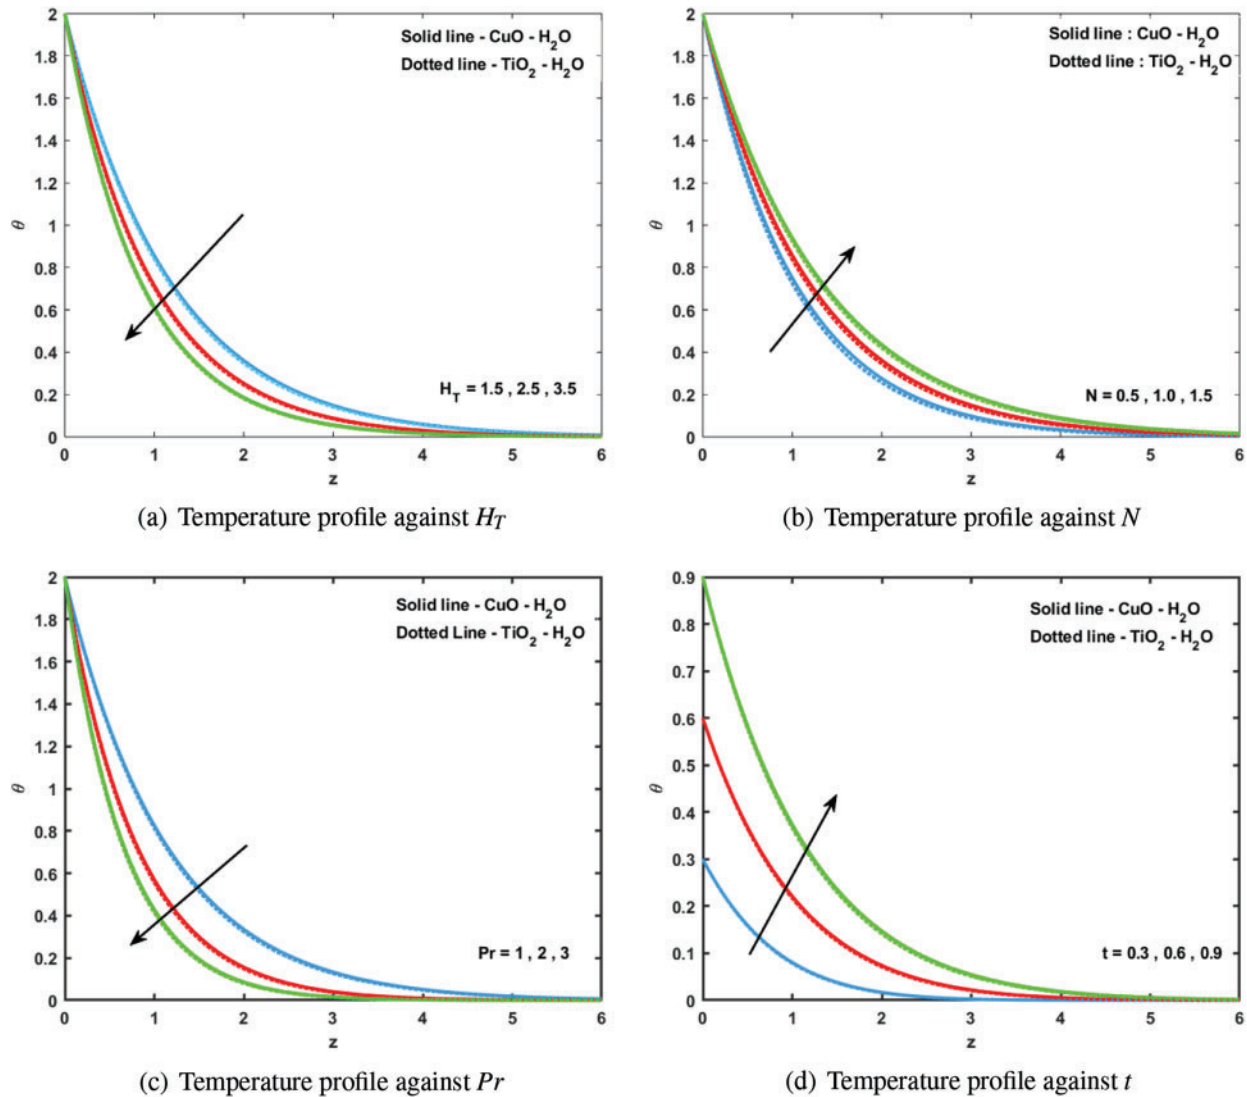 Solid line - CuO - H₂O
Dotted line - TiO₂ - H₂O
2
1.8
1.6
1.4
1.2
1
0.8
0.6
0.4
0.2
0
θ
H_T = 1.5 , 2.5 , 3.5
0 1 2 3 4 5 6
z
(a) Temperature profile against H_T
Solid line : CuO - H₂O
Dotted line : TiO₂ - H₂O
2
1.8
1.6
1.4
1.2
1
0.8
0.6
0.4
0.2
0
θ
N = 0.5 , 1.0 , 1.5
0 1 2 3 4 5 6
z
(b) Temperature profile against N
Solid line - CuO - H₂O
Dotted Line - TiO₂ - H₂O
2
1.8
1.6
1.4
1.2
1
0.8
0.6
0.4
0.2
0
θ
Pr = 1 , 2 , 3
0 1 2 3 4 5 6
z
(c) Temperature profile against Pr
Solid line - CuO - H₂O
Dotted line - TiO₂ - H₂O
0.9
0.8
0.7
0.6
0.5
0.4
0.3
0.2
0.1
0
θ
t = 0.3 , 0.6 , 0.9
0 1 2 3 4 5 6
z
(d) Temperature profile against t